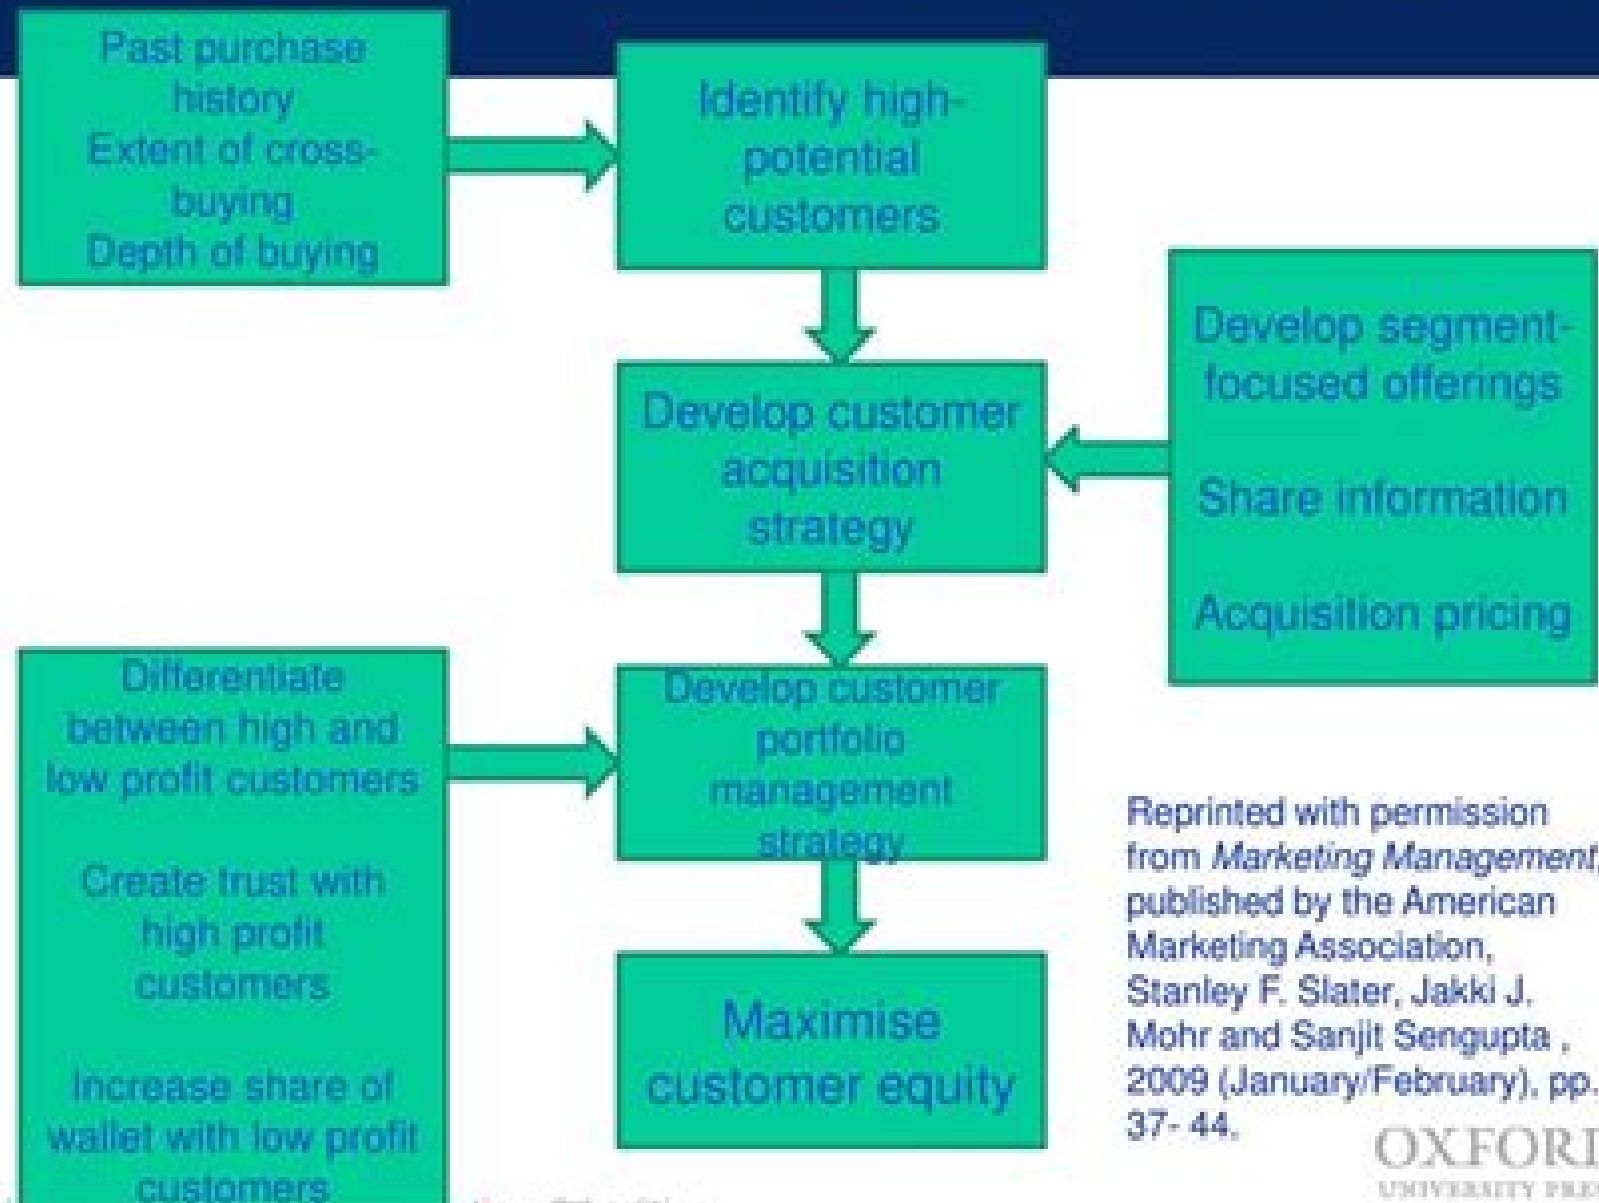 Past purchase
history
Extent of cross-
buying
Depth of buying
Identify high-
potential
customers
Develop segment-
focused offerings
Share information
Acquisition pricing
Develop customer
acquisition
strategy
Differentiate
between high and
low profit customers
Create trust with
high profit
customers
Increase share of
wallet with low profit
customers
Develop customer
portfolio
management
strategy
Maximise
customer equity
Reprinted with permission
from Marketing Management,
published by the American
Marketing Association,
Stanley F. Slater, Jakki J.
Mohr and Sanjit Sengupta ,
2009 (January/February), pp.
37- 44.
OXFORD
UNIVERSITY PRES